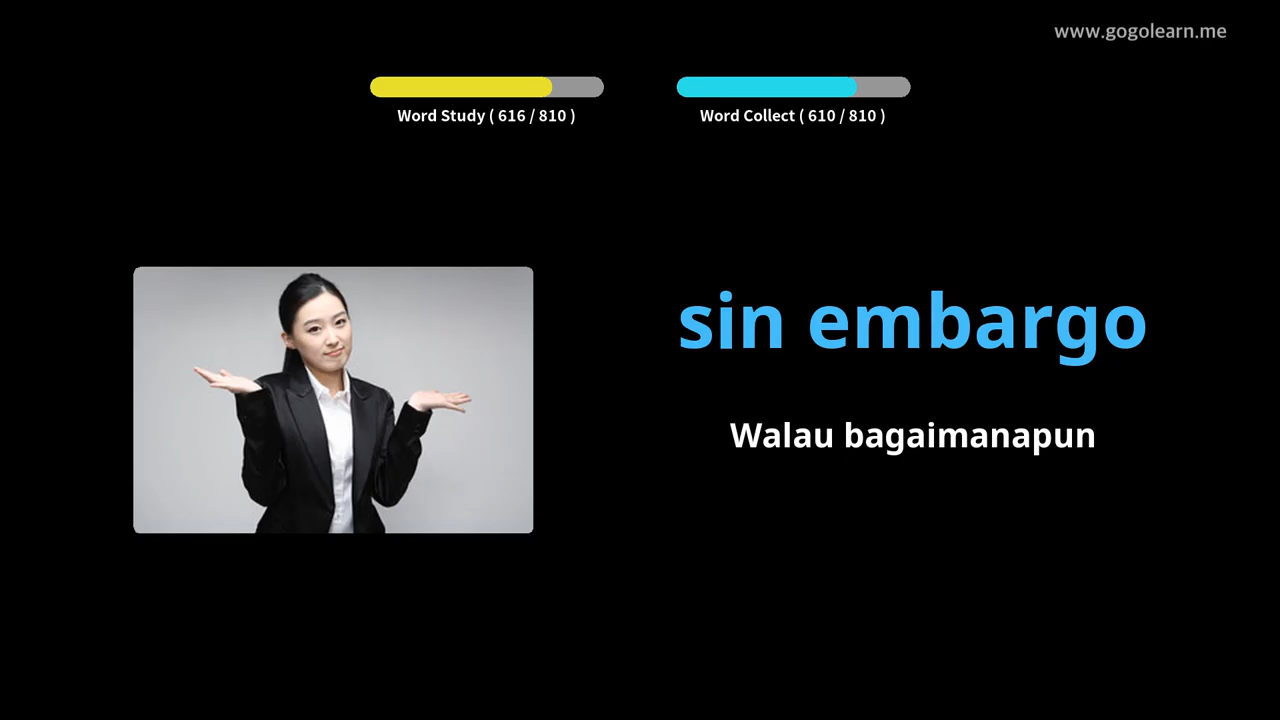 www.gogolearn.me
Word Study ( 616 / 810 )
Word Collect ( 610 / 810 )
sin embargo
Walau bagaimanapun